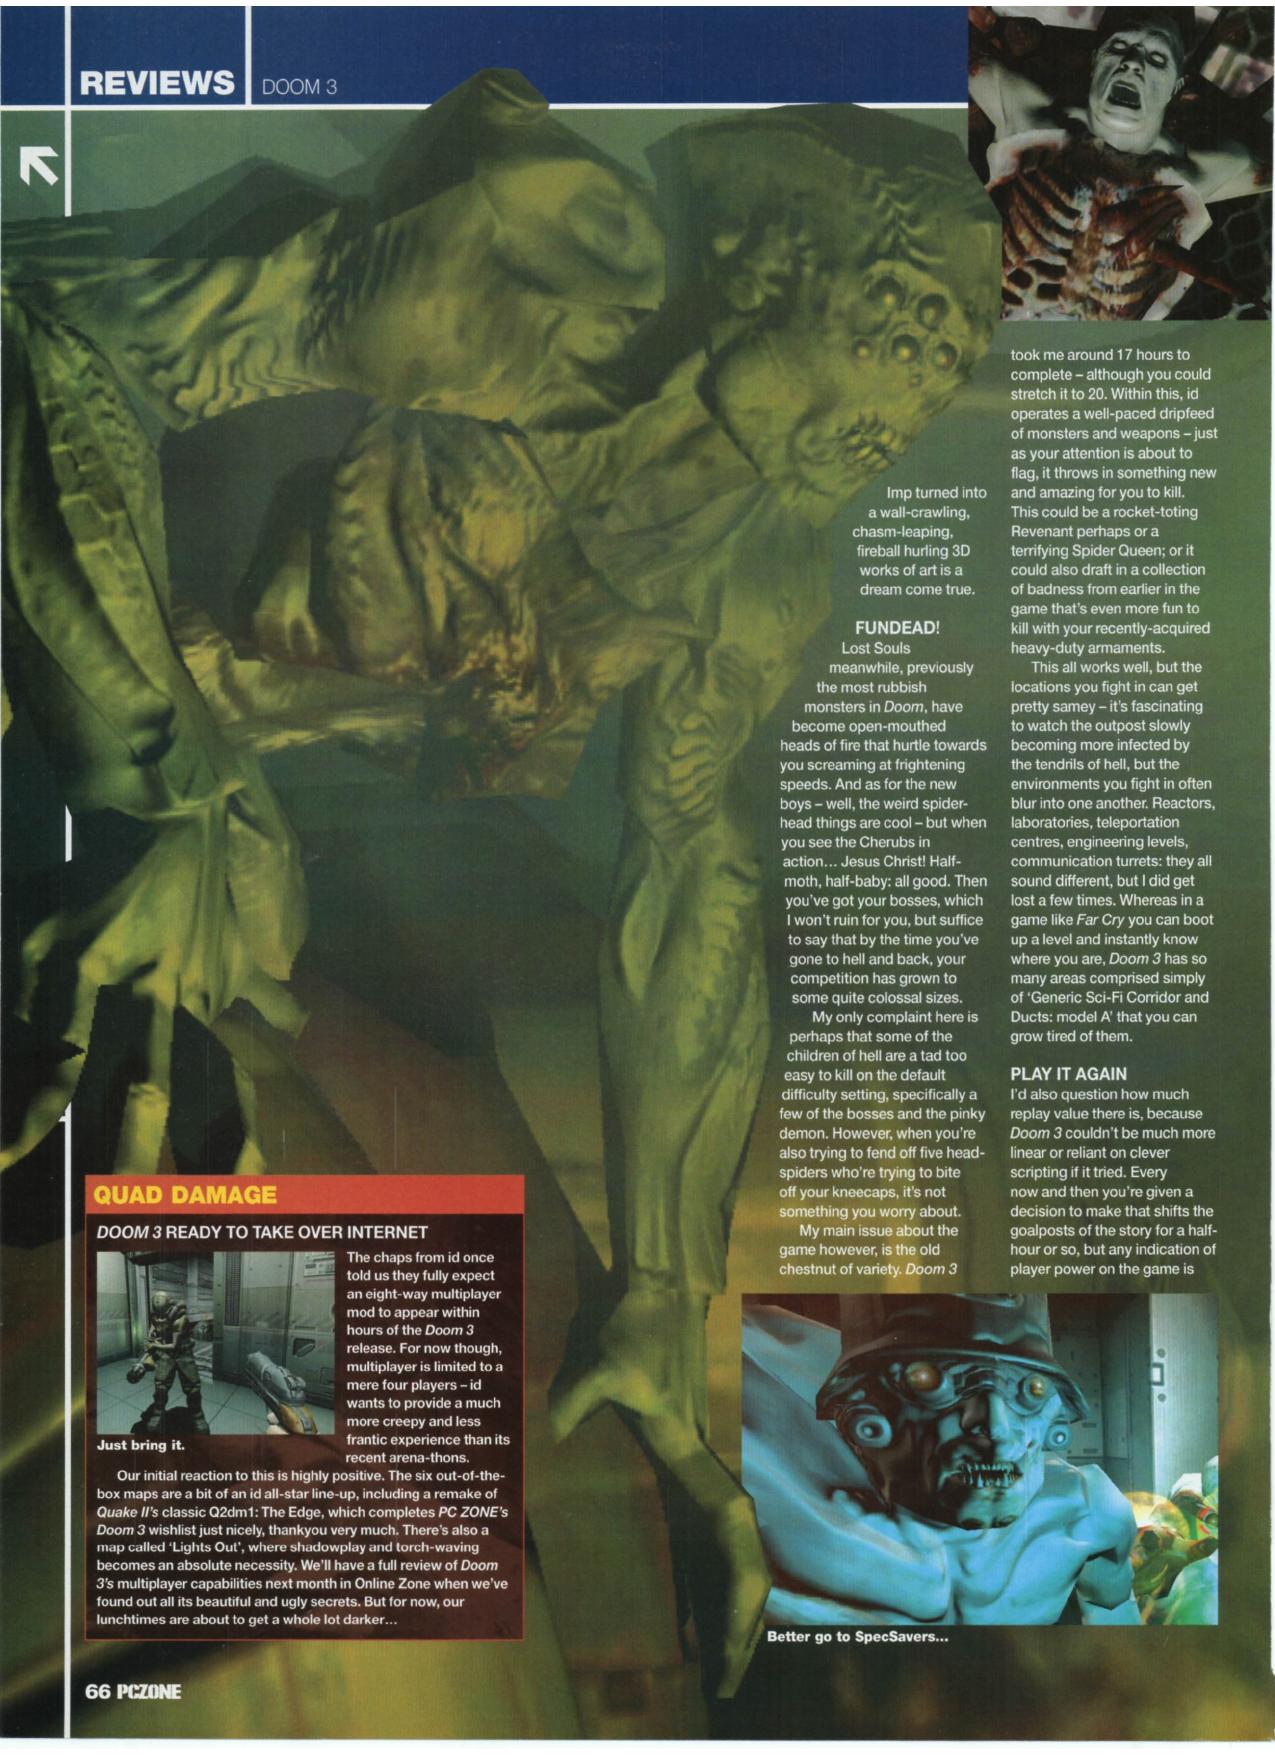 REVIEWS
DOOM 3
Imp turned into
a wall-crawling,
chasm-leaping,
fireball hurling 3D
works of art is a
dream come true.
FUNDEAD!
Lost Souls
meanwhile, previously
the most rubbish
monsters in Doom, have
become open-mouthed
heads of fire that hurtle towards
you screaming at frightening
speeds. And as for the new
boys – well, the weird spider-
head things are cool – but when
you see the Cherubs in
action... Jesus Christ! Half-
moth, half-baby: all good. Then
you've got your bosses, which
I won't ruin for you, but suffice
to say that by the time you've
gone to hell and back, your
competition has grown to
some quite colossal sizes.
My only complaint here is
perhaps that some of the
children of hell are a tad too
easy to kill on the default
difficulty setting, specifically a
few of the bosses and the pinky
demon. However, when you're
also trying to fend off five head-
spiders who're trying to bite
off your kneecaps, it's not
something you worry about.
My main issue about the
game however, is the old
chestnut of variety. Doom 3
took me around 17 hours to
complete – although you could
stretch it to 20. Within this, id
operates a well-paced dripfeed
of monsters and weapons – just
as your attention is about to
flag, it throws in something new
and amazing for you to kill.
This could be a rocket-toting
Revenant perhaps or a
terrifying Spider Queen; or it
could also draft in a collection
of badness from earlier in the
game that's even more fun to
kill with your recently-acquired
heavy-duty armaments.
This all works well, but the
locations you fight in can get
pretty samey – it's fascinating
to watch the outpost slowly
becoming more infected by
the tendrils of hell, but the
environments you fight in often
blur into one another. Reactors,
laboratories, teleportation
centres, engineering levels,
communication turrets: they all
sound different, but I did get
lost a few times. Whereas in a
game like Far Cry you can boot
up a level and instantly know
where you are, Doom 3 has so
many areas comprised simply
of 'Generic Sci-Fi Corridor and
Ducts: model A' that you can
grow tired of them.
PLAY IT AGAIN
I'd also question how much
replay value there is, because
Doom 3 couldn't be much more
linear or reliant on clever
scripting if it tried. Every
now and then you're given a
decision to make that shifts the
goalposts of the story for a half-
hour or so, but any indication of
player power on the game is
QUAD DAMAGE
DOOM 3 READY TO TAKE OVER INTERNET
The chaps from id once
told us they fully expect
an eight-way multiplayer
mod to appear within
hours of the Doom 3
release. For now though,
multiplayer is limited to a
mere four players – id
wants to provide a much
more creepy and less
frantic experience than its
recent arena-thons.
Just bring it.
Our initial reaction to this is highly positive. The six out-of-the-
box maps are a bit of an id all-star line-up, including a remake of
Quake II's classic Q2dm1: The Edge, which completes PC ZONE's
Doom 3 wishlist just nicely, thankyou very much. There's also a
map called 'Lights Out', where shadowplay and torch-waving
becomes an absolute necessity. We'll have a full review of Doom
3's multiplayer capabilities next month in Online Zone when we've
found out all its beautiful and ugly secrets. But for now, our
lunchtimes are about to get a whole lot darker...
Better go to SpecSavers...
66 PCZONE